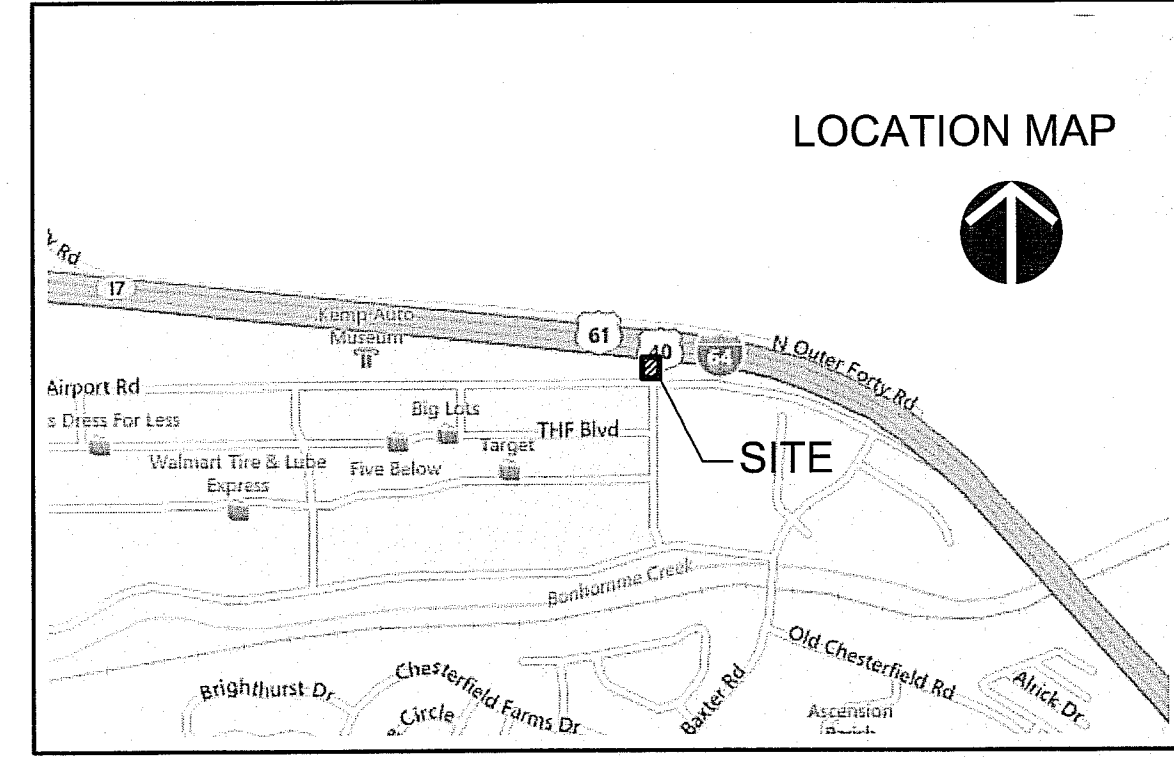 LOCATION MAP
Rd
17
Kemp Auto
Museum
61
40
64
N Outer Forty Rd
Airport Rd
s Dress For Less
Big Lots
THF Blvd
Target
Walmart Tire & Lube
Express
Five Below
SITE
Bonhomme Creek
Old Chesterfield Rd
Brighthurst Dr
Chesterfield Farms Dr
Circle
Baxter Rd
Alrick Dr
Ascension
Parish